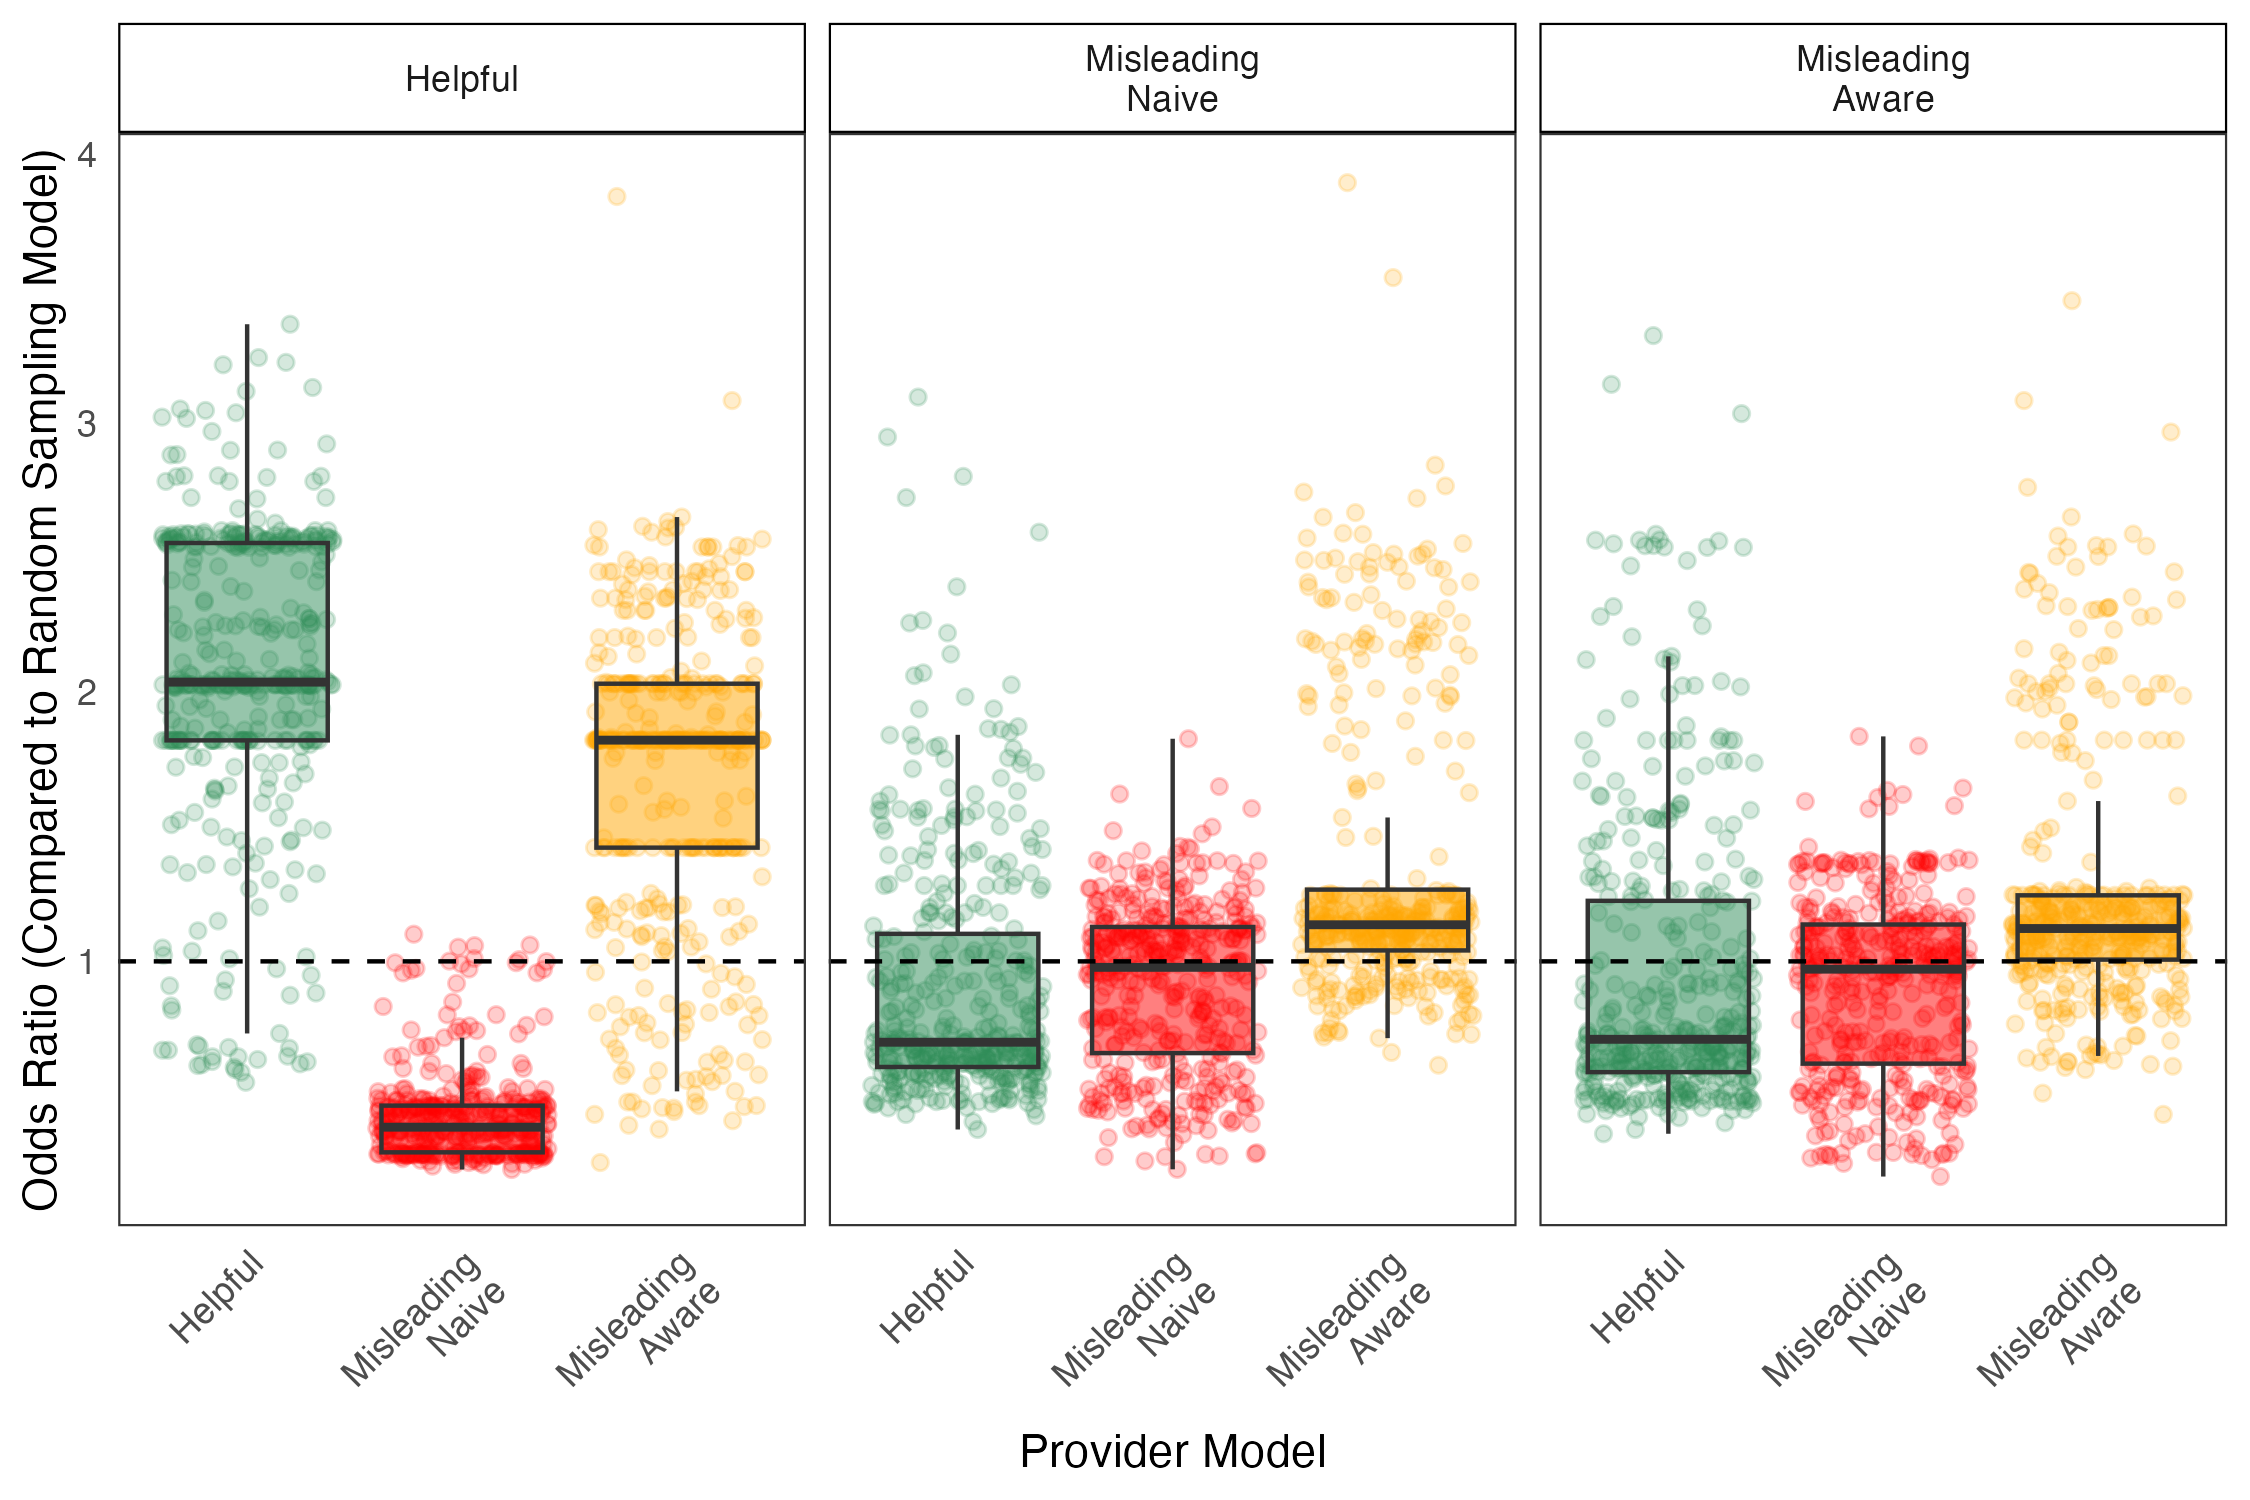 Helpful
Misleading
Naive
Misleading
Aware
Odds Ratio (Compared to Random Sampling Model)
4
3
2
1
Helpful
Misleading
Naive
Misleading
Aware
Helpful
Misleading
Naive
Misleading
Aware
Helpful
Misleading
Naive
Misleading
Aware
Provider Model